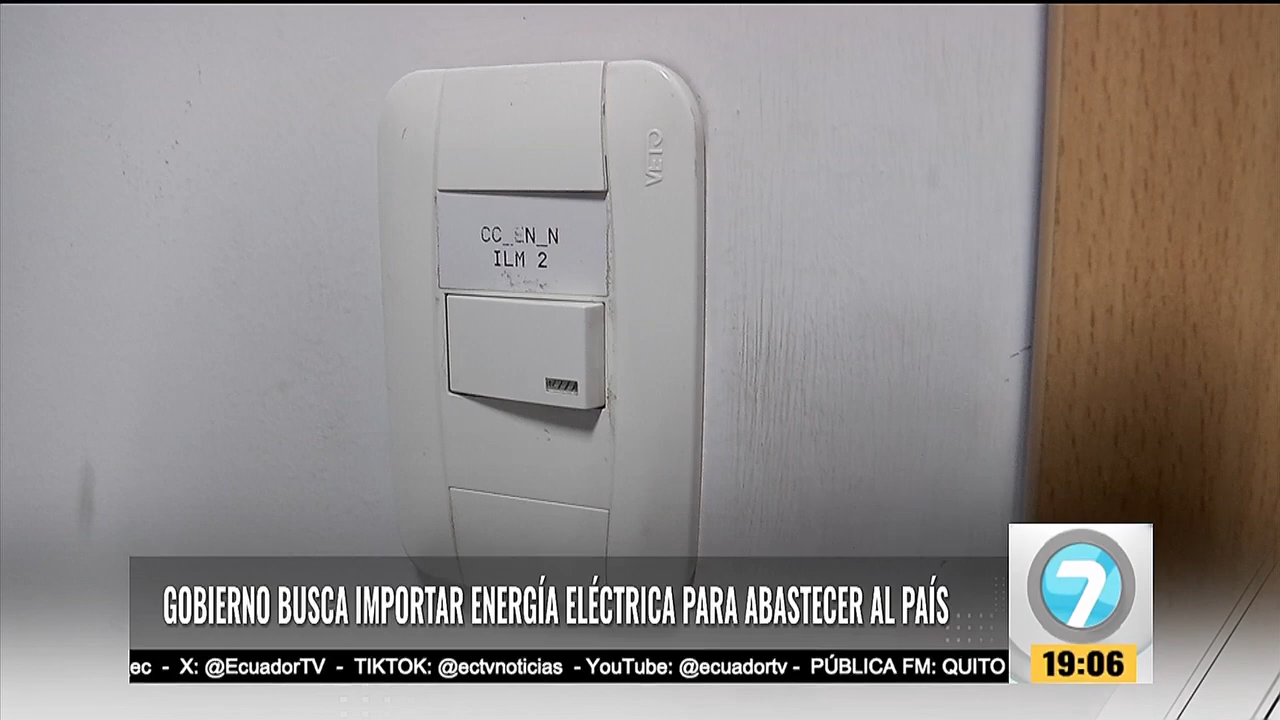 VETO
CC_EN_N
ILM 2
GOBIERNO BUSCA IMPORTAR ENERGÍA ELÉCTRICA PARA ABASTECER AL PAÍS
7
ec - X: @EcuadorTV - TIKTOK: @ectvnoticias - YouTube: @ecuadortv - PÚBLICA FM: QUITO
19:06